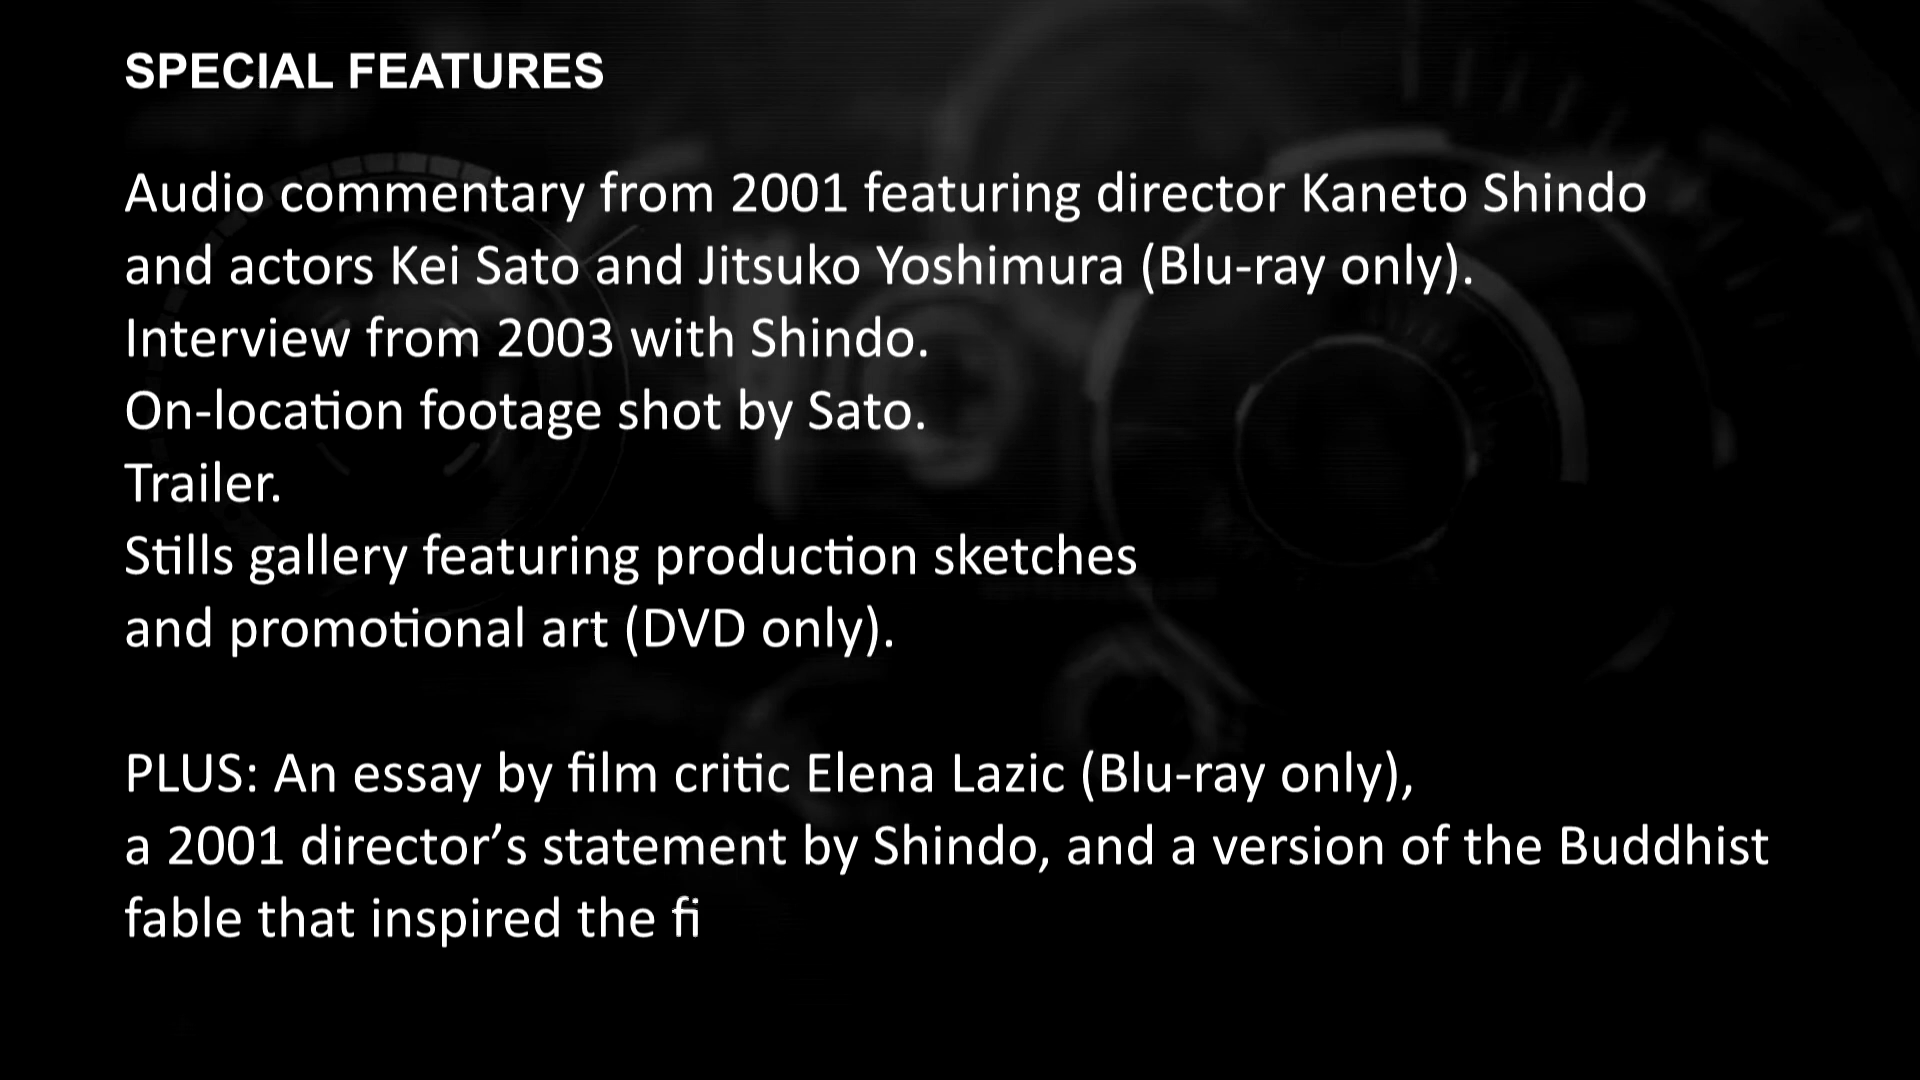 SPECIAL FEATURES
Audio commentary from 2001 featuring director Kaneto Shindo
and actors Kei Sato and Jitsuko Yoshimura (Blu-ray only).
Interview from 2003 with Shindo.
On-location footage shot by Sato.
Trailer.
Stills gallery featuring production sketches
and promotional art (DVD only).
PLUS: An essay by film critic Elena Lazic (Blu-ray only),
a 2001 director’s statement by Shindo, and a version of the Buddhist
fable that inspired the fi